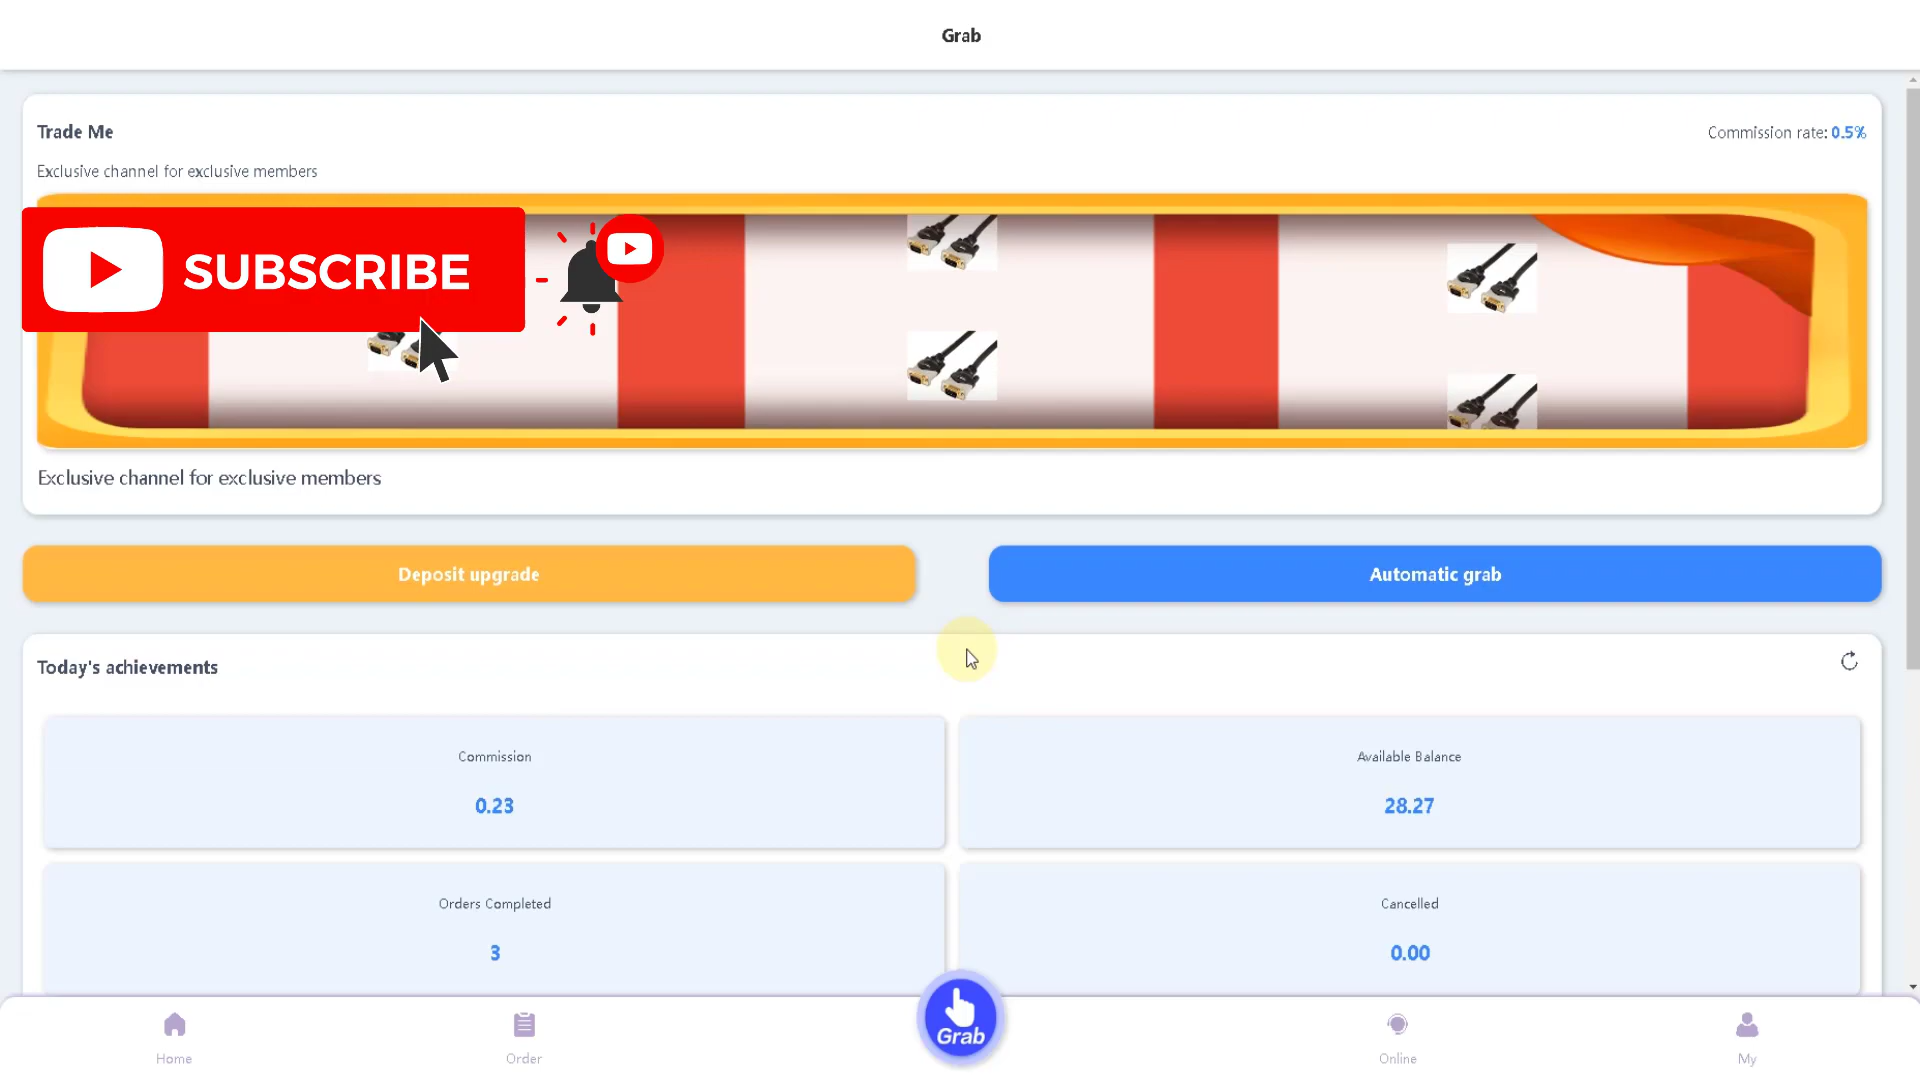 Grab
Trade Me
Commission rate: 0.5%
Exclusive channel for exclusive members
SUBSCRIBE
Exclusive channel for exclusive members
Deposit upgrade
Automatic grab
Today's achievements
Commission
0.23
Available Balance
28.27
Orders Completed
3
Cancelled
0.00
Home
Order
Grab
Online
My